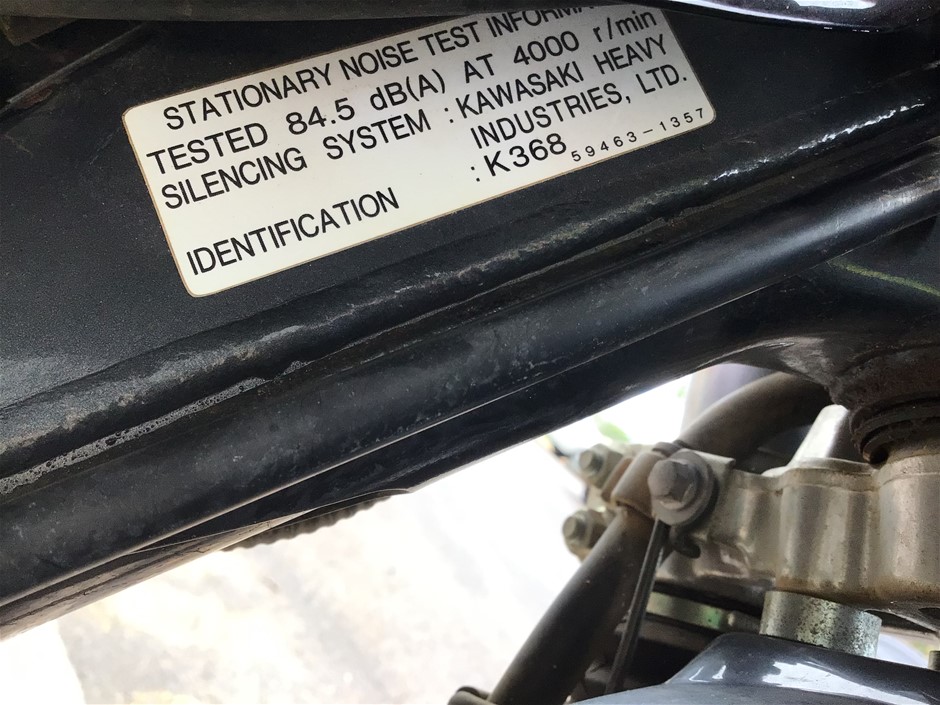 STATIONARY NOISE TEST
TESTED 84.5 dB(A) AT 4000 r/min
SILENCING SYSTEM : KAWASAKI HEAVY
INDUSTRIES, LTD.
IDENTIFICATION : K368 59463-1357